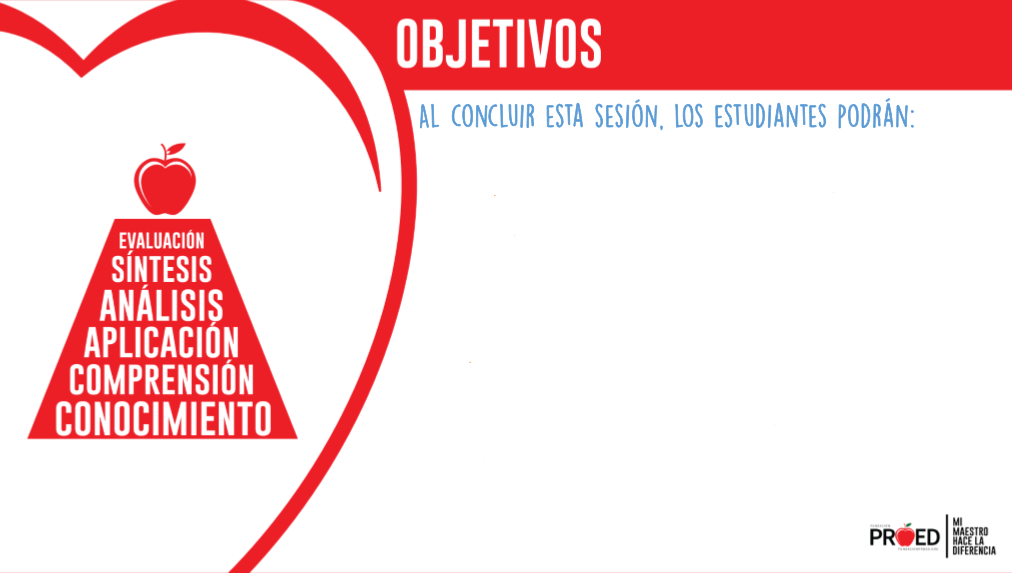 OBJETIVOS
AL CONCLUIR ESTA SESIÓN, LOS ESTUDIANTES PODRÁN:
EVALUACIÓN
SÍNTESIS
ANÁLISIS
APLICACIÓN
COMPRENSIÓN
CONOCIMIENTO
PROED
MI
MAESTRO
HACE LA
DIFERENCIA